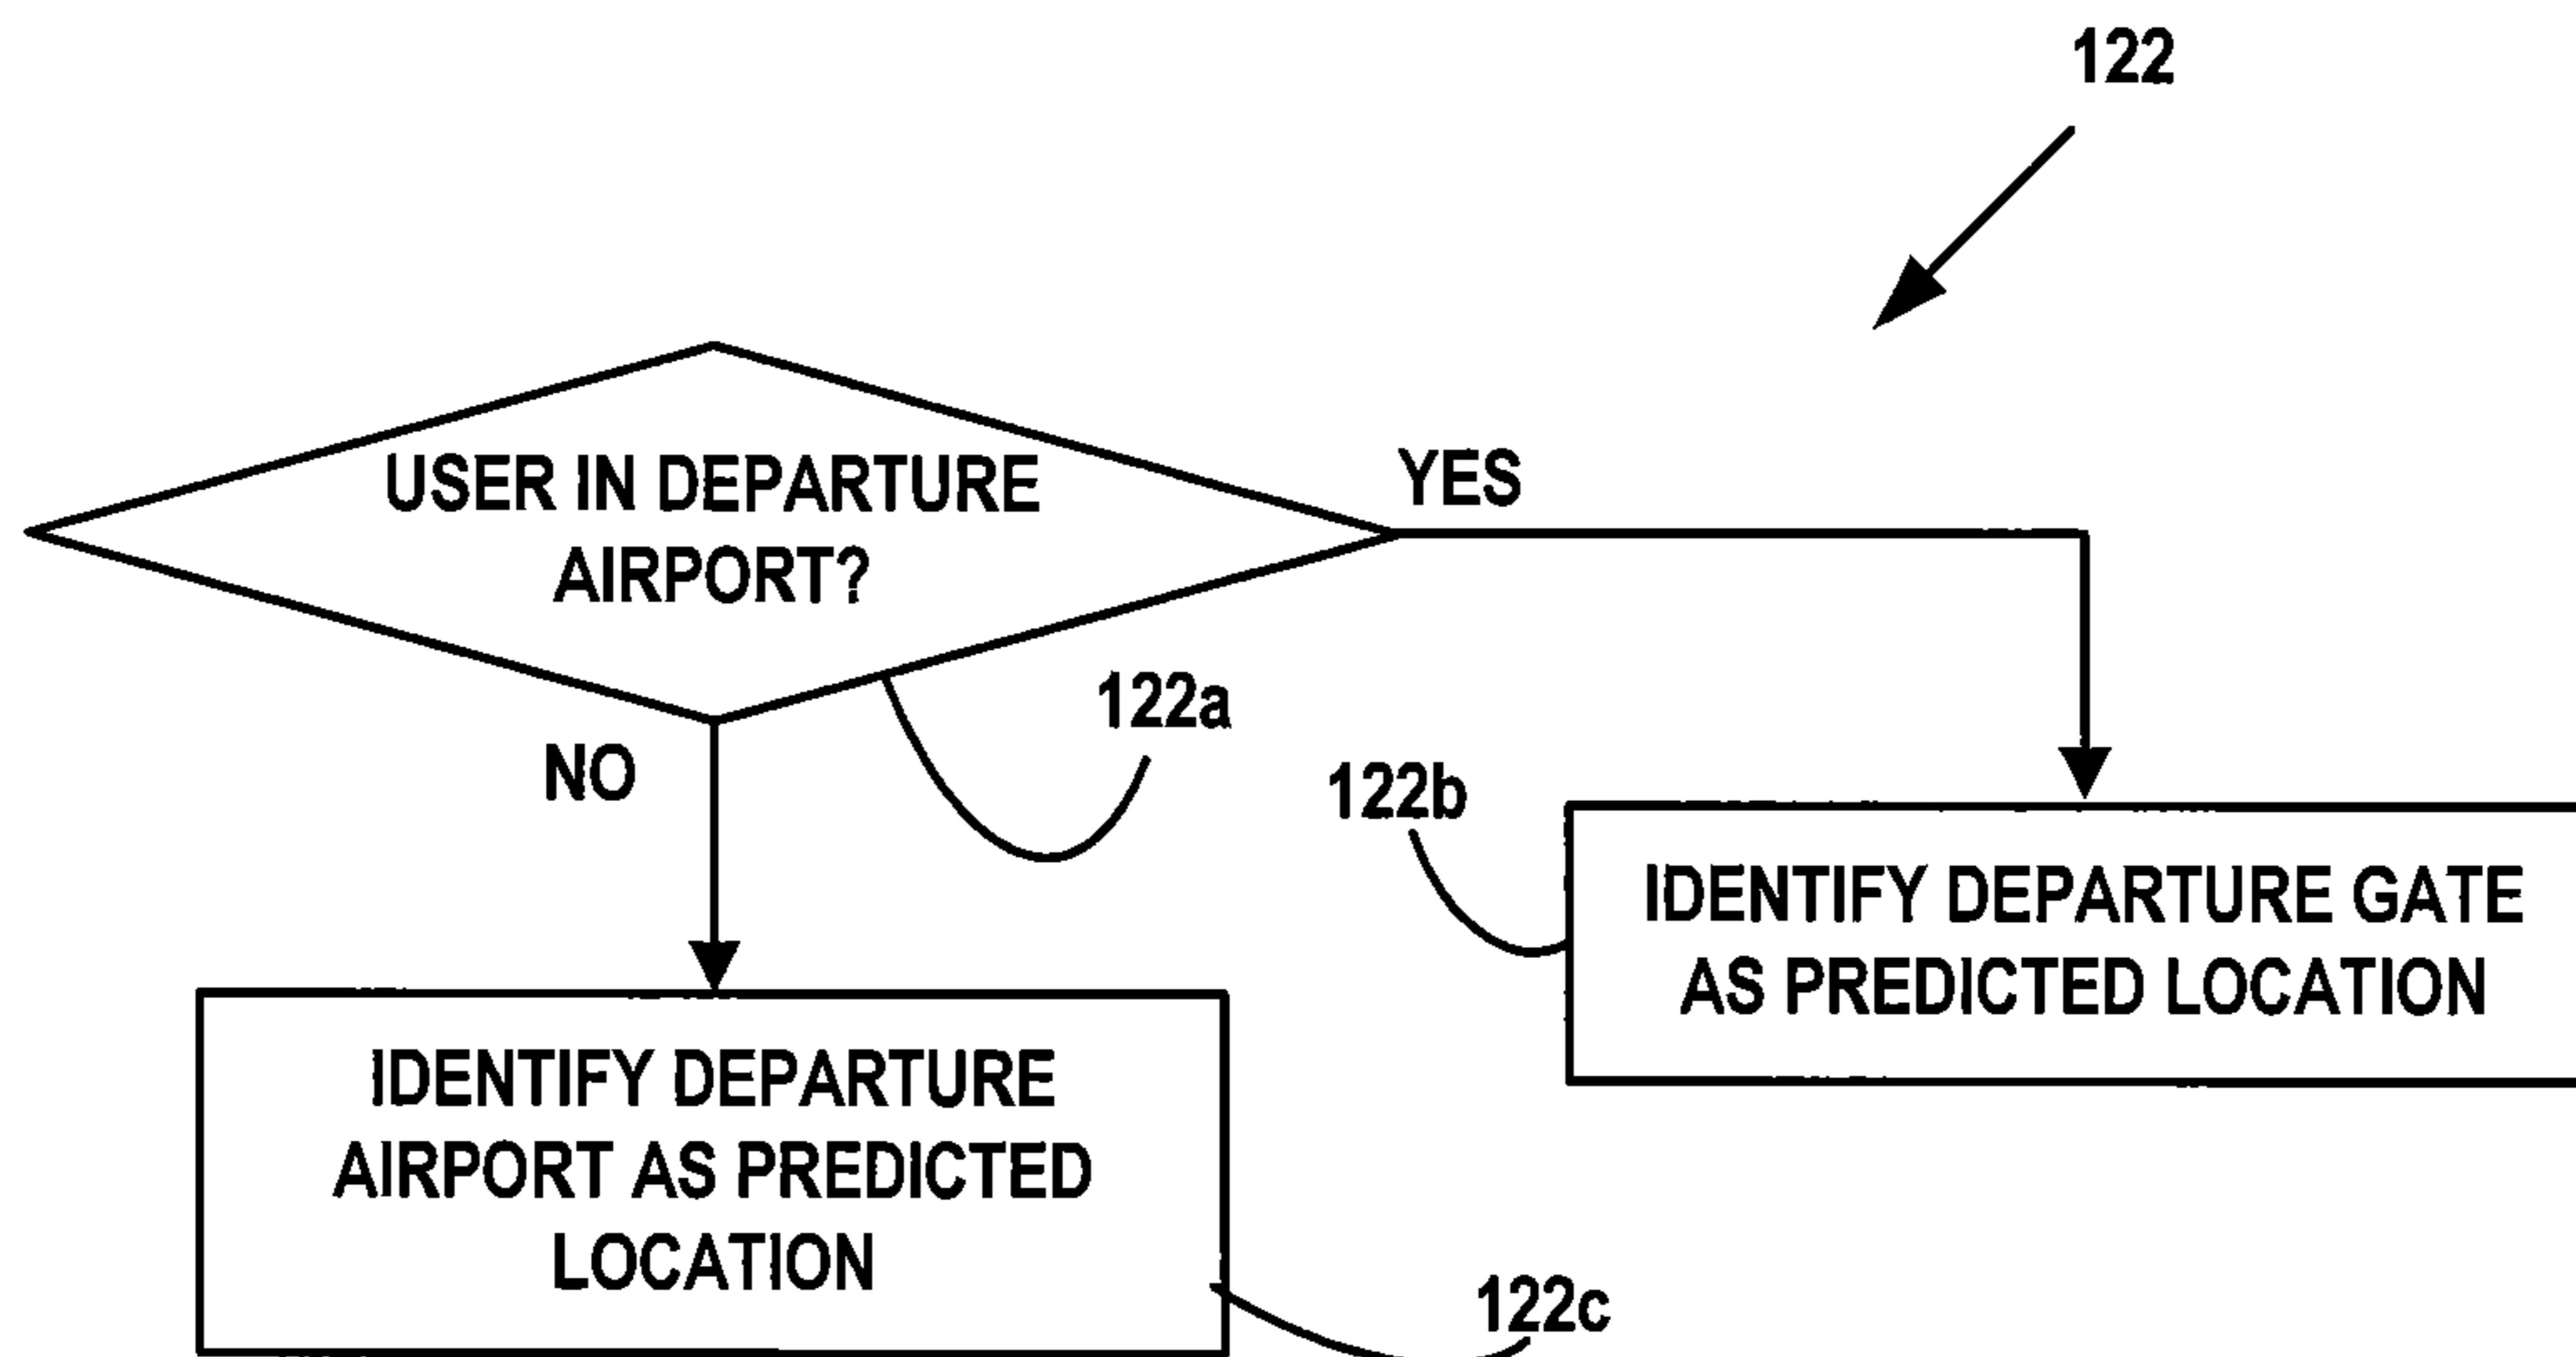 122
USER IN DEPARTURE
AIRPORT?
YES
122a
NO
122b
IDENTIFY DEPARTURE GATE
AS PREDICTED LOCATION
IDENTIFY DEPARTURE
AIRPORT AS PREDICTED
LOCATION
122c